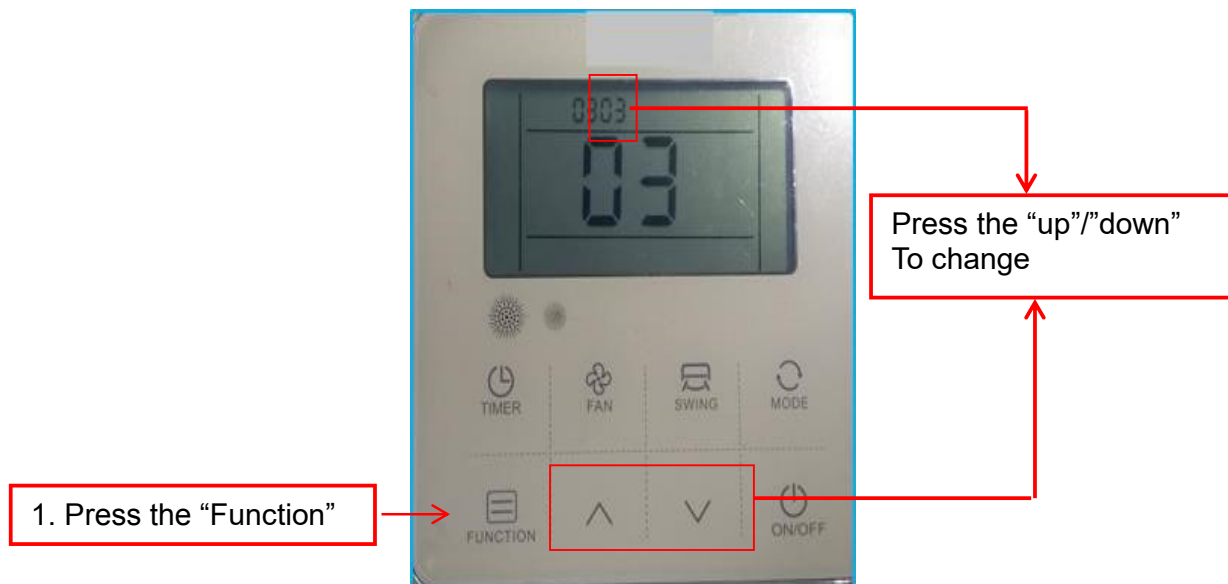 0303
03
Press the “up”/”down”
To change
TIMER
FAN
SWING
MODE
1. Press the “Function”
FUNCTION
ON/OFF